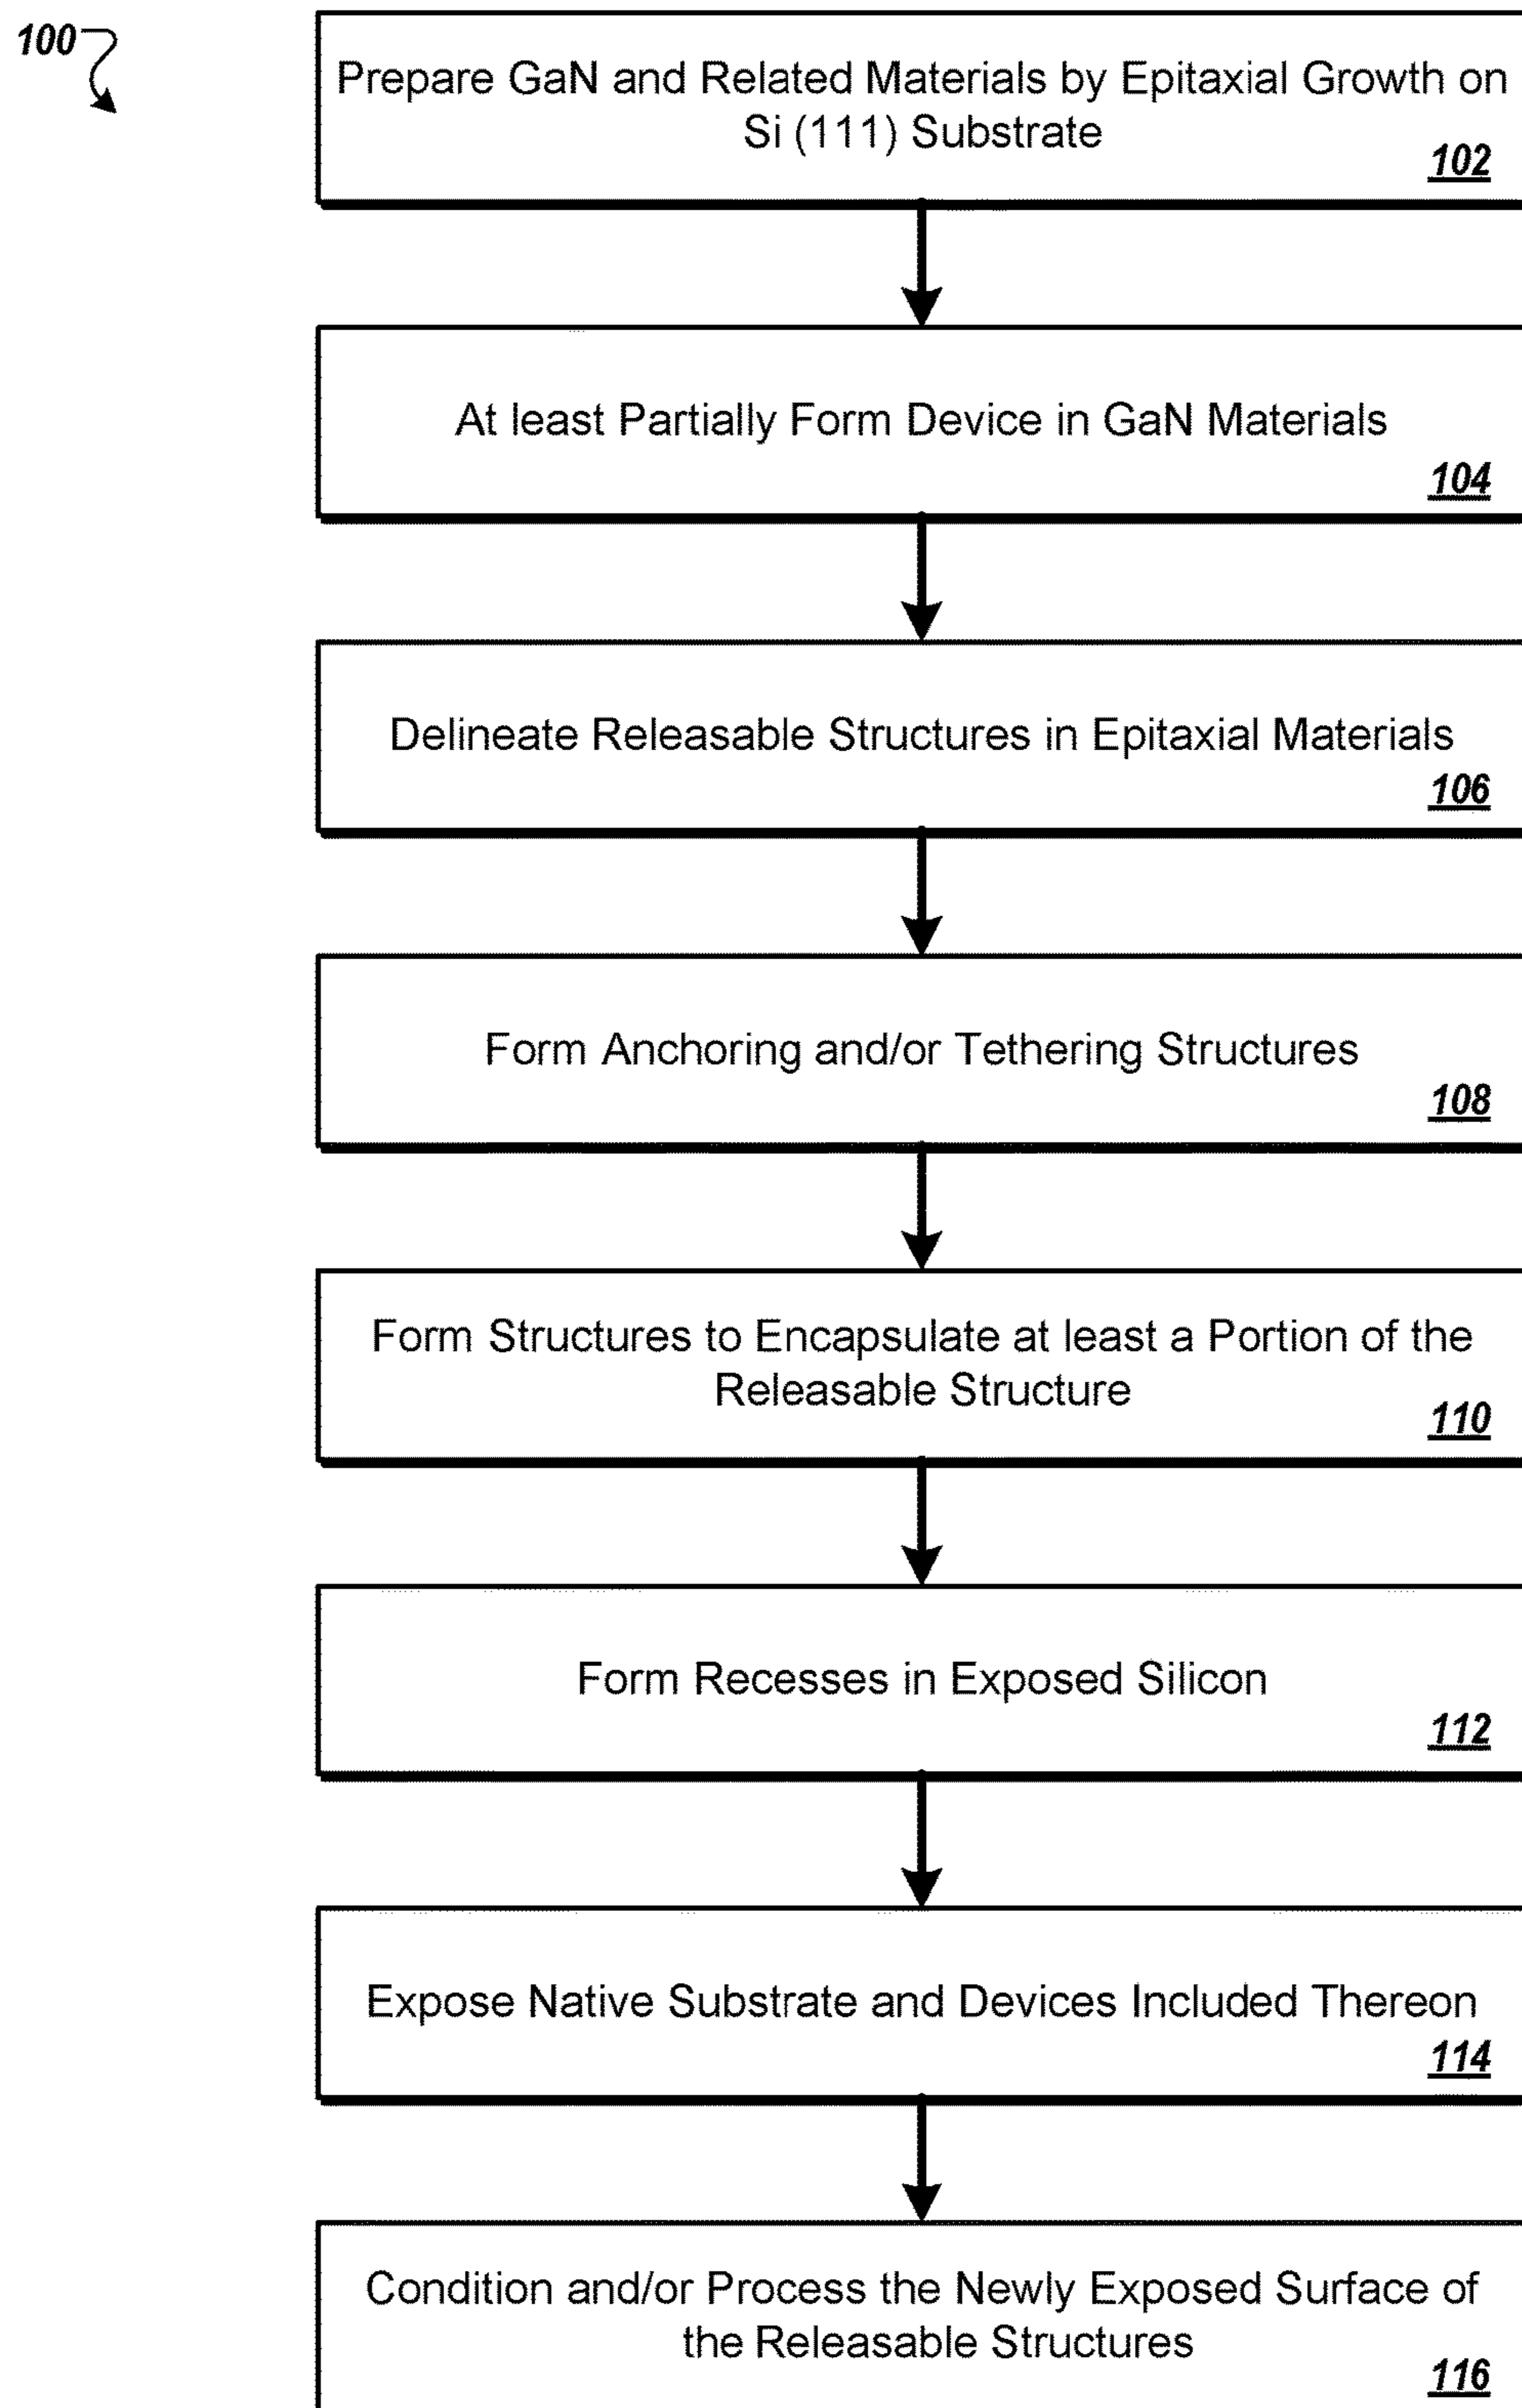 100
Prepare GaN and Related Materials by Epitaxial Growth on
Si (111) Substrate
102
At least Partially Form Device in GaN Materials
104
Delineate Releasable Structures in Epitaxial Materials
106
Form Anchoring and/or Tethering Structures
108
Form Structures to Encapsulate at least a Portion of the
Releasable Structure
110
Form Recesses in Exposed Silicon
112
Expose Native Substrate and Devices Included Thereon
114
Condition and/or Process the Newly Exposed Surface of
the Releasable Structures
116